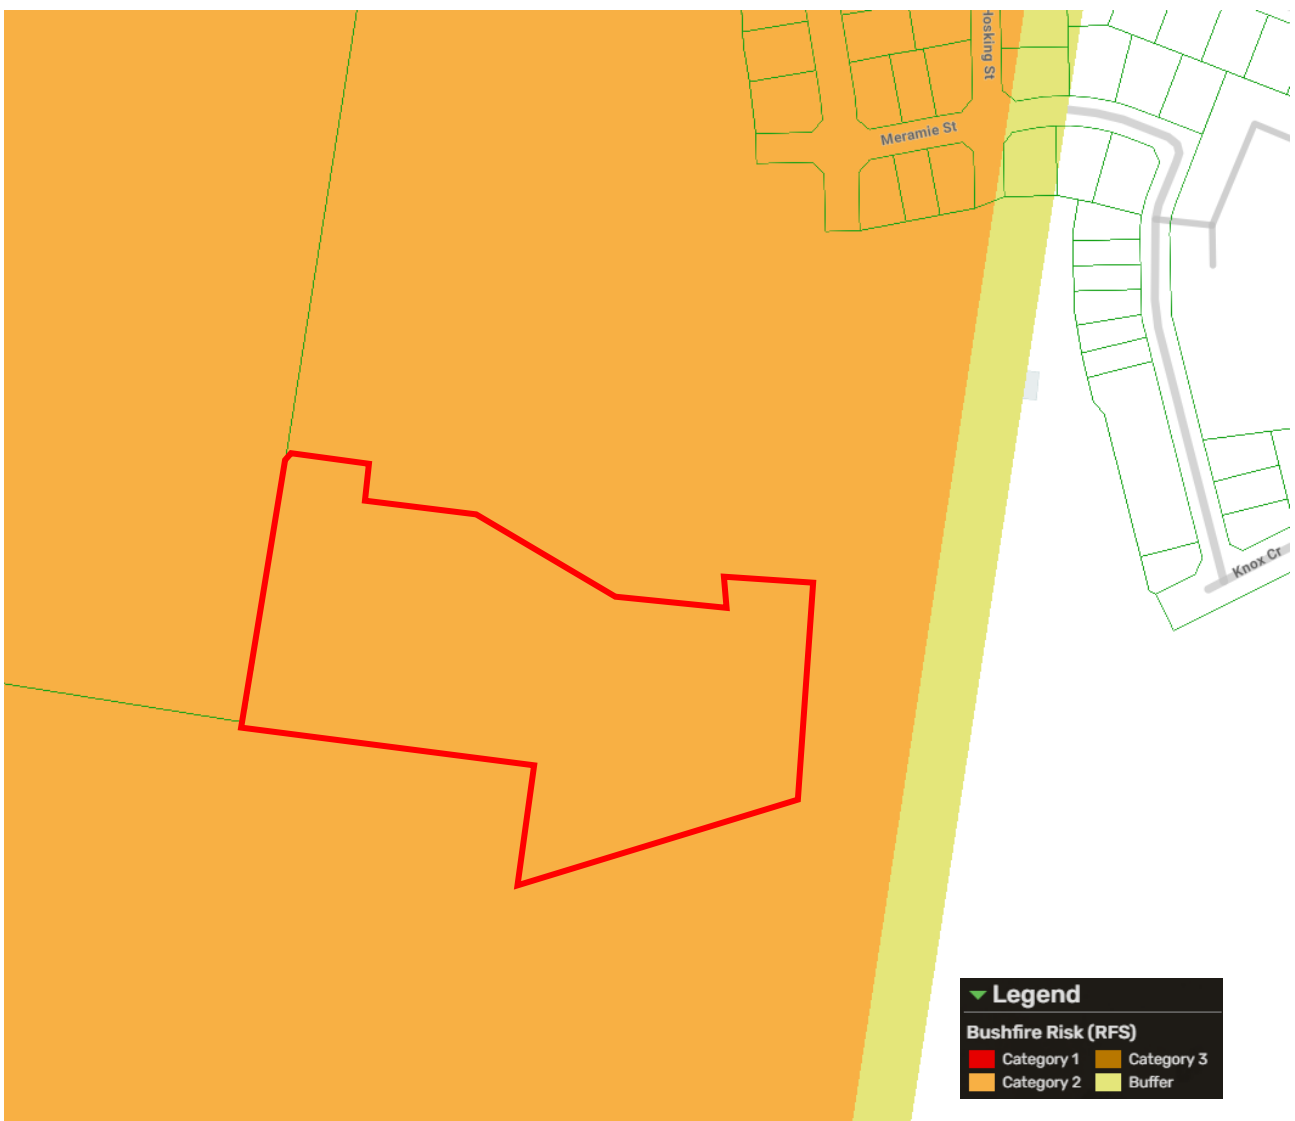 Hosking St
Meramie St
Knox Cr
Legend
Bushfire Risk (RFS)
Category 1 Category 3
Category 2 Buffer